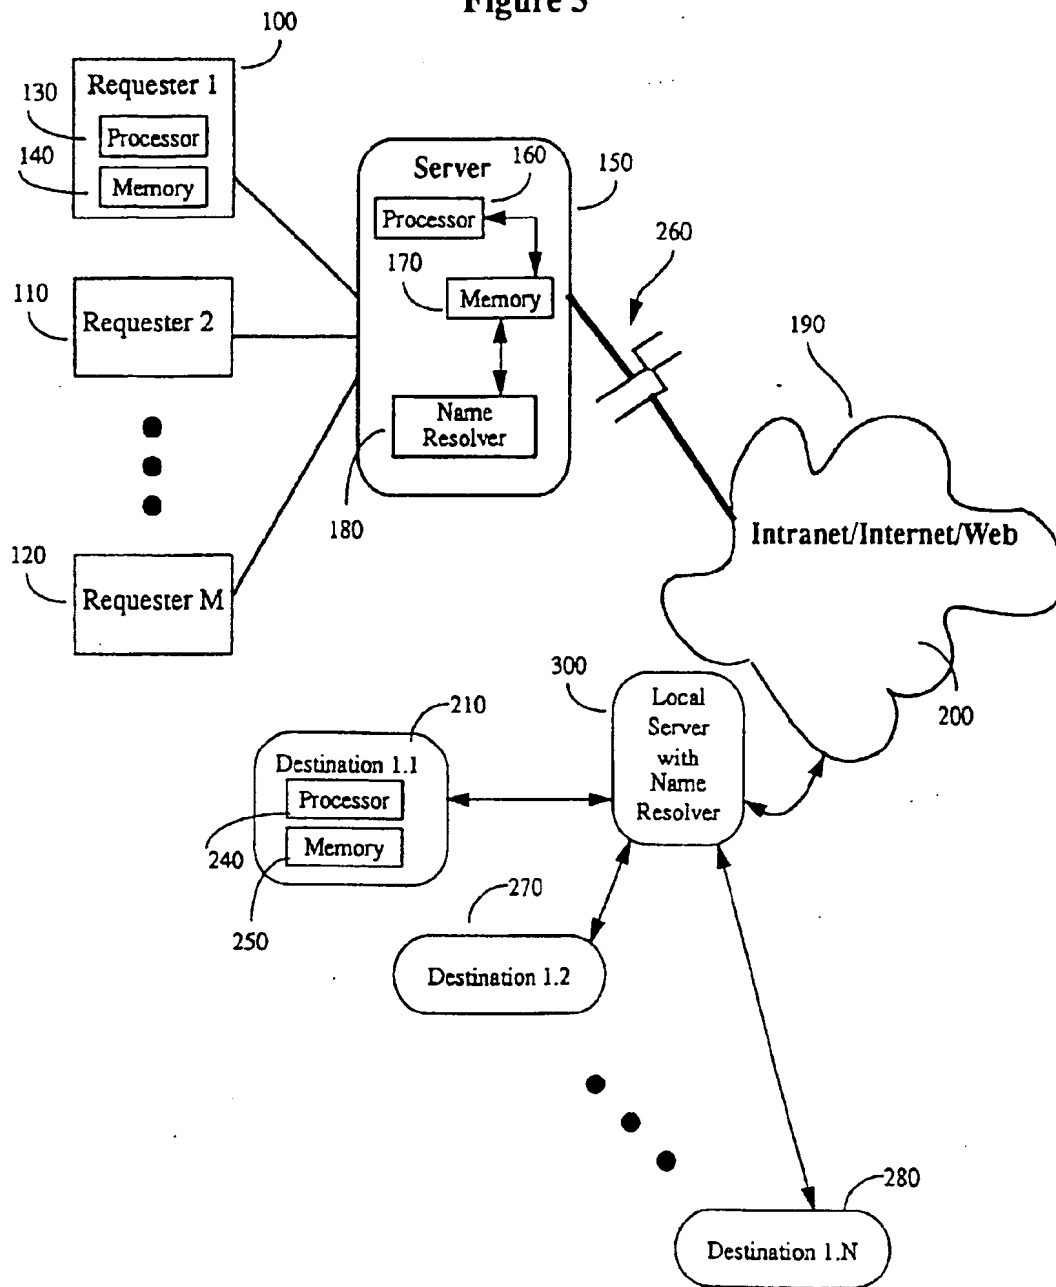 Figure 3
100
Requester 1
130
Processor
140
Memory
Server
160
150
Processor
260
170
Memory
110
Requester 2
190
Name
Resolver
180
Intranet/Internet/Web
120
Requester M
300
Local
Server
with
Name
Resolver
200
210
Destination 1.1
Processor
240
Memory
250
270
Destination 1.2
280
Destination 1.N